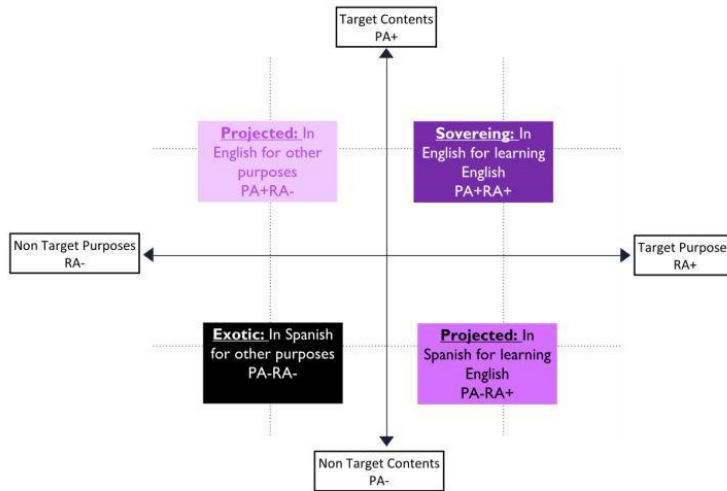 Target Contents
PA+
Projected: In
English for other
purposes
PA+RA-
Sovereing: In
English for learning
English
PA+RA+
Non Target Purposes
RA-
Target Purpose
RA+
Exotic: In Spanish
for other purposes
PA-RA-
Projected: In
Spanish for learning
English
PA-RA+
Non Target Contents
PA-